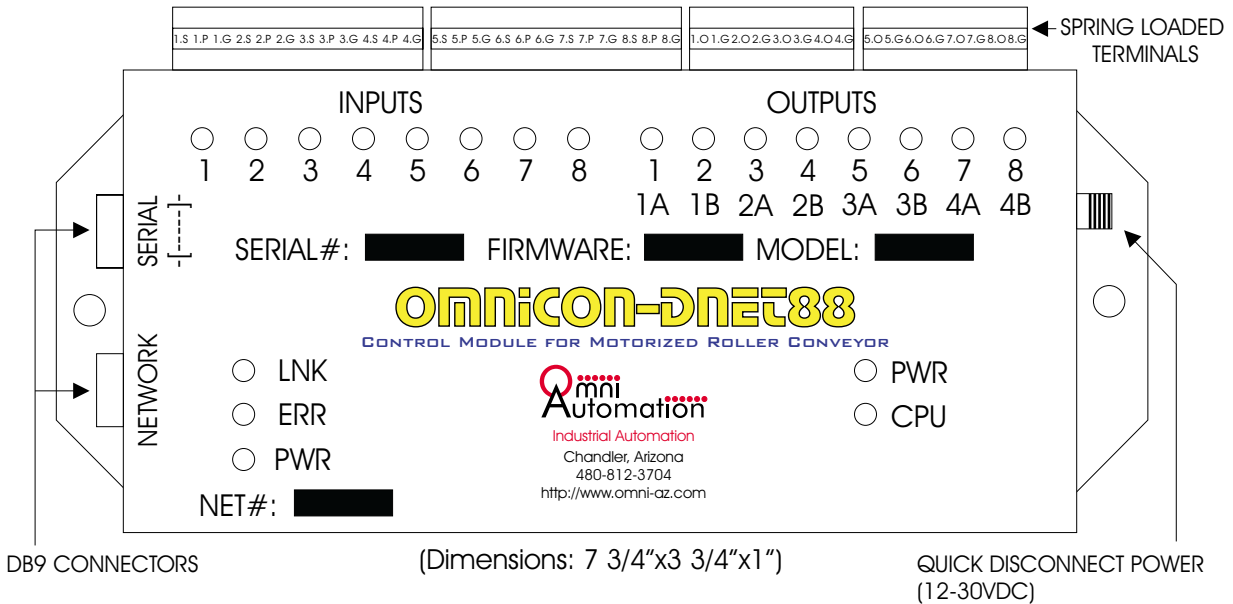 1.S 1.P 1.G 2.S 2.P 2.G 3.S 3.P 3.G 4.S 4.P 4.G 5.S 5.P 5.G 6.S 6.P 6.G 7.S 7.P 7.G 8.S 8.P 8.G 1.O 1.G 2.O 2.G 3.O 3.G 4.O 4.G 5.O 5.G 6.O 6.G 7.O 7.G 8.O 8.G
SPRING LOADED
TERMINALS
INPUTS OUTPUTS
1 2 3 4 5 6 7 8 1 2 3 4 5 6 7 8
1A 1B 2A 2B 3A 3B 4A 4B
SERIAL
-[-----]-
SERIAL#: FIRMWARE: MODEL:
OMNICON-DNET88
CONTROL MODULE FOR MOTORIZED ROLLER CONVEYOR
NETWORK
LNK
ERR
PWR
NET#:
Omni
Automation
Industrial Automation
Chandler, Arizona
480-812-3704
http://www.omni-az.com
PWR
CPU
DB9 CONNECTORS
(Dimensions: 7 3/4"x3 3/4"x1")
QUICK DISCONNECT POWER
(12-30VDC)